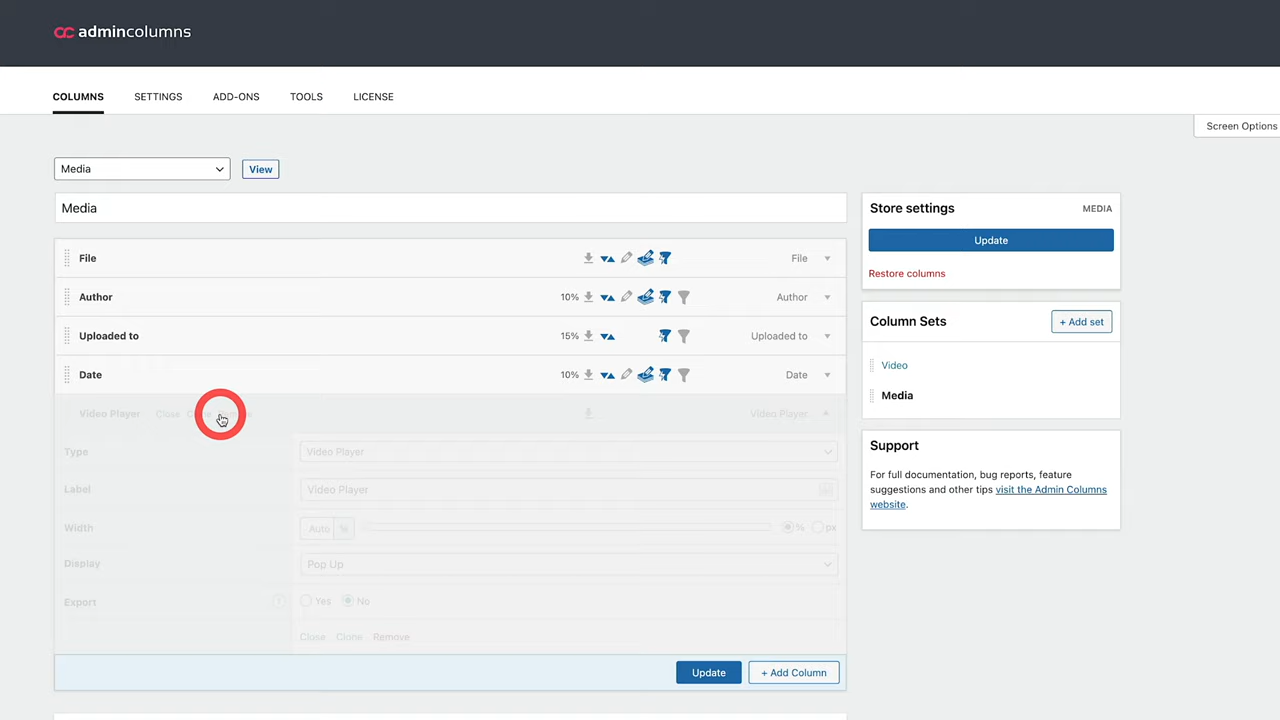 admincolumns
COLUMNS SETTINGS ADD-ONS TOOLS LICENSE
Screen Options
Media View
Media
File File
Author 10% Author
Uploaded to 15% Uploaded to
Date 10% Date
Video Player Close Video Player
Type Video Player
Label Video Player
Width Auto % % px
Display Pop Up
Export Yes No
Close Clone Remove
Update + Add Column
Store settings MEDIA
Update
Restore columns
Column Sets + Add set
Video
Media
Support
For full documentation, bug reports, feature
suggestions and other tips visit the Admin Columns
website.